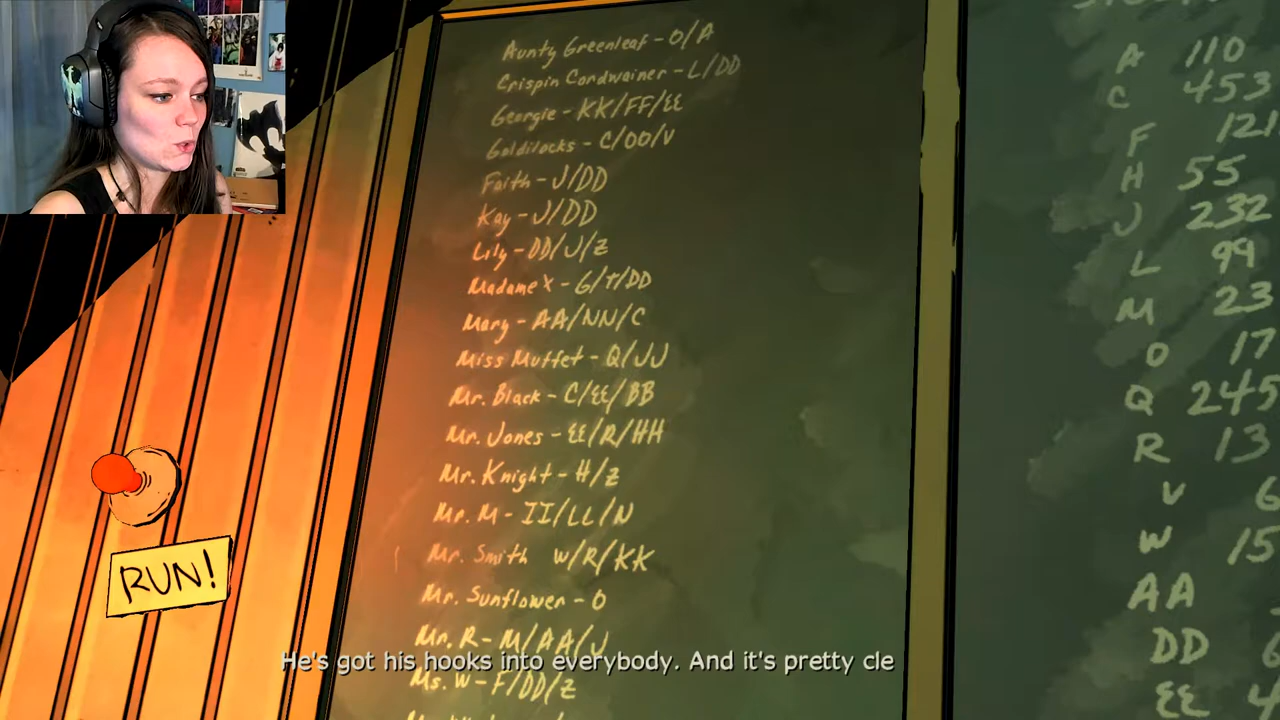 Aunty Greenleaf - O/A
Crispin Cordwainer - L/DD
Georgie - KK/FF/EE
Goldilocks - C/OO/V
Faith - J/DD
Kay - J/DD
Lily - DD/J/Z
Madame X - G/T/DD
Mary - AA/NN/C
Miss Muffet - Q/JJ
Mr. Black - C/EE/BB
Mr. Jones - EE/R/HH
Mr. Knight - H/Z
Mr. M - II/LL/N
Mr. Smith W/R/KK
Mr. Sunflower - O
Mr. R - M/AA/J
Ms. W - F/DD/Z
A 110
C 453
F 121
H 55
J 232
L 99
M 23
O 17
Q 245
R 13
V 6
W 15
AA
DD 6
EE 4
RUN!
He's got his hooks into everybody. And it's pretty cle